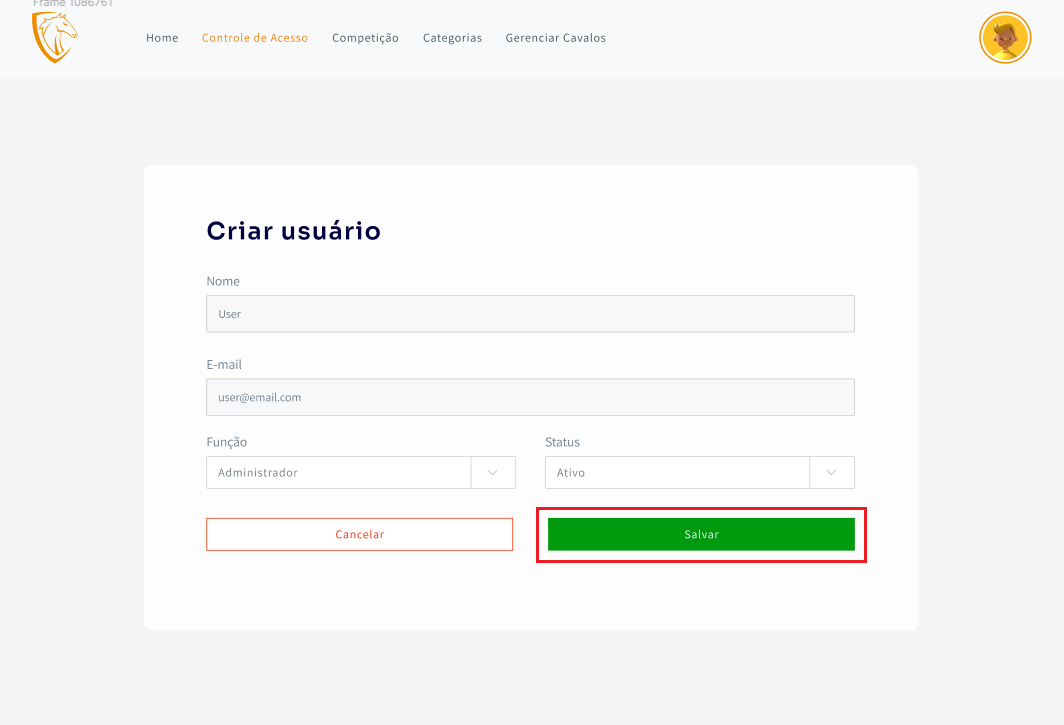 Frame 1086761
Home Controle de Acesso Competição Categorias Gerenciar Cavalos
Criar usuário
Nome
User
E-mail
user@email.com
Função Status
Administrador Ativo
Cancelar Salvar